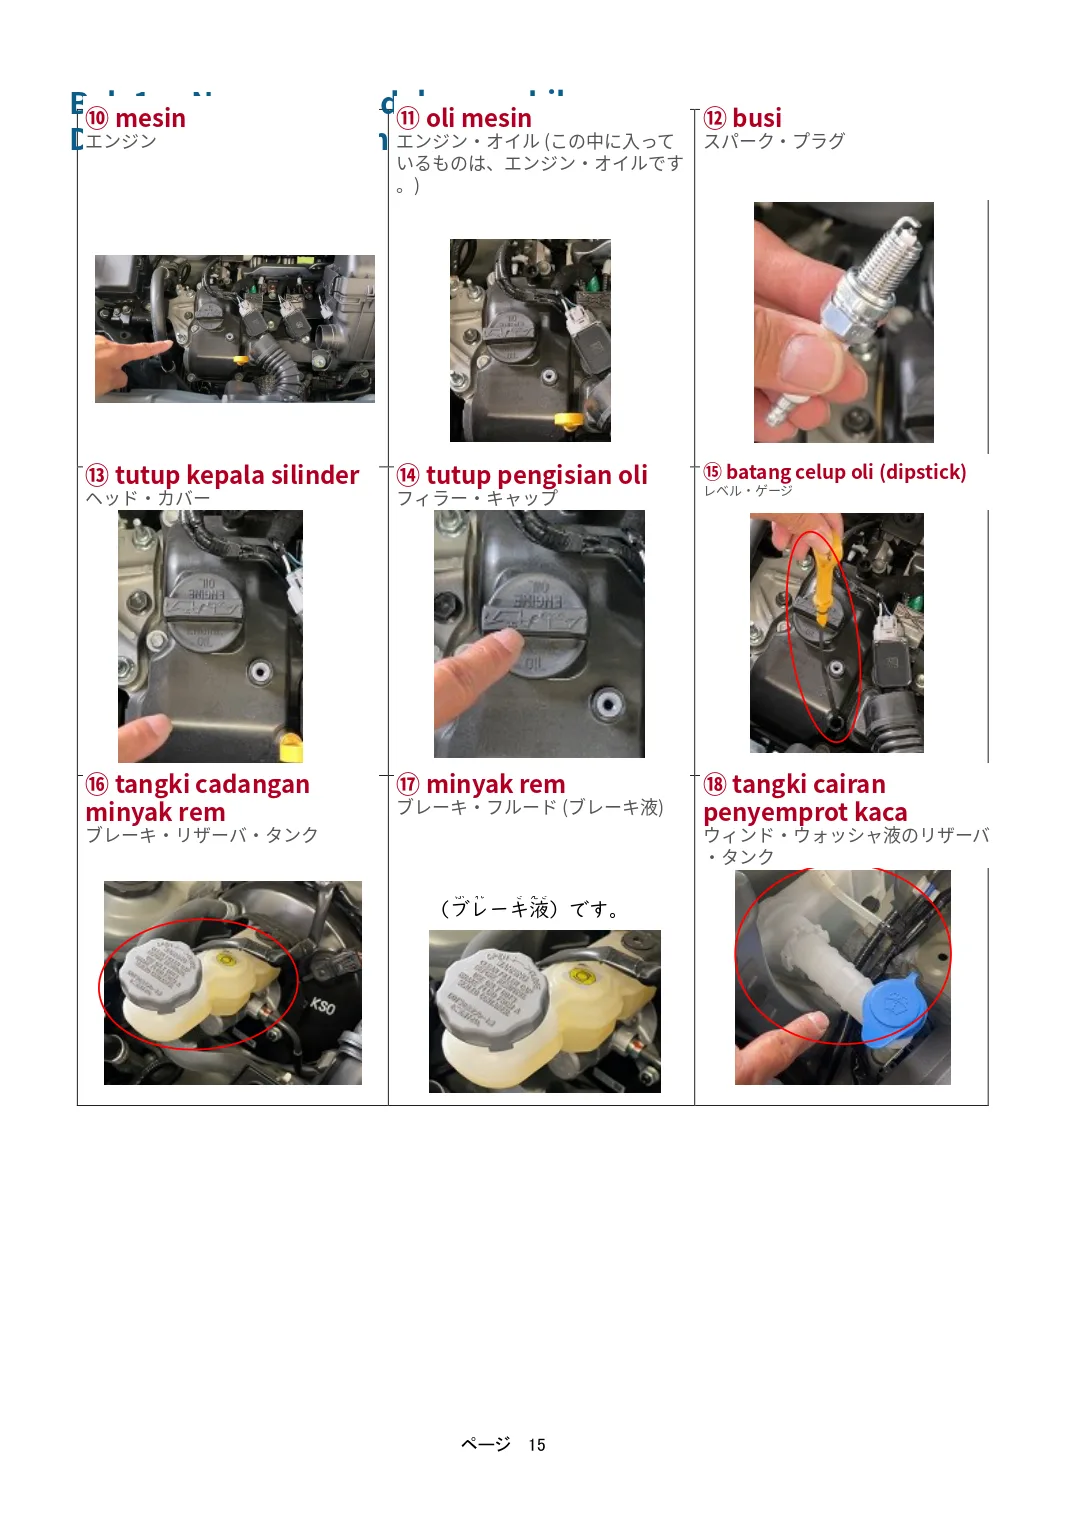 ⑩ mesin
エンジン
⑪ oli mesin
エンジン・オイル (この中に入って
いるものは、エンジン・オイルです
。)
⑫ busi
スパーク・プラグ
⑬ tutup kepala silinder
ヘッド・カバー
⑭ tutup pengisian oli
フィラー・キャップ
⑮ batang celup oli (dipstick)
レベル・ゲージ
OIL
ENGINE
OIL
ENGINE
⑯ tangki cadangan
minyak rem
ブレーキ・リザーバ・タンク
⑰ minyak rem
ブレーキ・フルード (ブレーキ液)
⑱ tangki cairan
penyemprot kaca
ウィンド・ウォッシャ液のリザーバ
・タンク
（ブレーキ液）です。
KSO
ページ 15